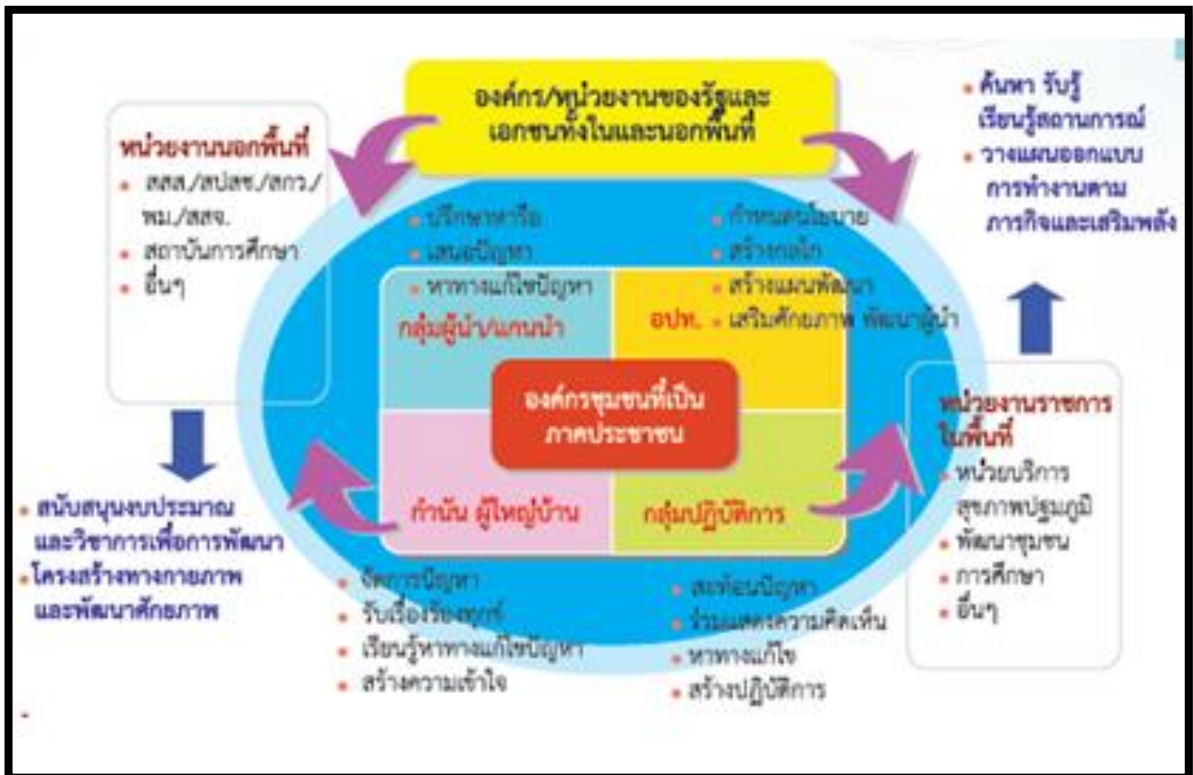 องค์กร/หน่วยงานของรัฐและ
เอกชนทั้งในและนอกพื้นที่
หน่วยงานนอกพื้นที่
• สสส./สปสช./สกว./
พม./สสจ.
• สถาบันการศึกษา
• อื่นๆ
• สนับสนุนงบประมาณ
และวิชาการเพื่อการพัฒนา
• โครงสร้างทางกายภาพ
และพัฒนาศักยภาพ
• ปรึกษาหารือ
• เสนอปัญหา
• หาทางแก้ไขปัญหา
กลุ่มผู้นำ/แกนนำ
• กำหนดนโยบาย
• สร้างกลไก
• สร้างแผนพัฒนา
อปท. • เสริมศักยภาพ พัฒนาผู้นำ
องค์กรชุมชนที่เป็น
ภาคประชาชน
กำนัน ผู้ใหญ่บ้าน
• จัดการปัญหา
• รับเรื่องร้องทุกข์
• เรียนรู้หาทางแก้ไขปัญหา
• สร้างความเข้าใจ
กลุ่มปฏิบัติการ
• สะท้อนปัญหา
• ร่วมแสดงความคิดเห็น
• หาทางแก้ไข
• สร้างปฏิบัติการ
• ค้นหา รับรู้
เรียนรู้สถานการณ์
• วางแผนออกแบบ
การทำงานตาม
ภารกิจและเสริมพลัง
หน่วยงานราชการ
ในพื้นที่
• หน่วยบริการ
สุขภาพปฐมภูมิ
• พัฒนาชุมชน
• การศึกษา
• อื่นๆ